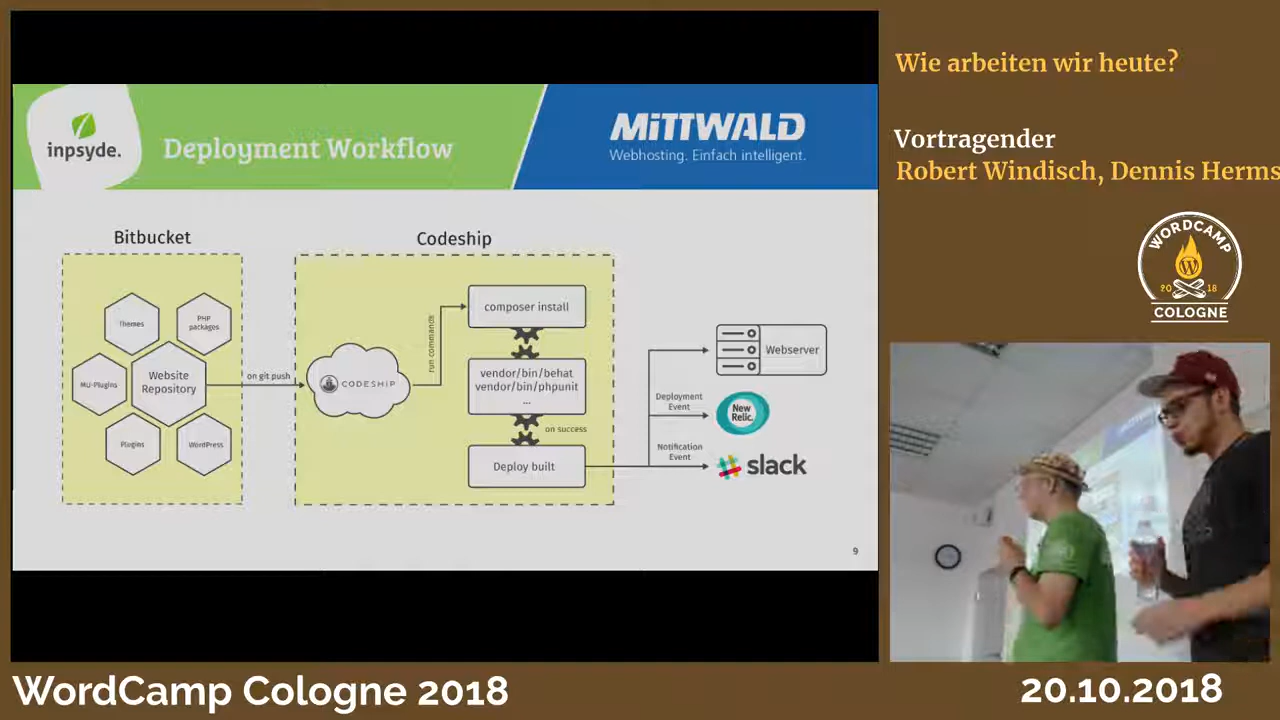 inpsyde.
Deployment Workflow
MiTTWALD
Webhosting. Einfach intelligent.
Bitbucket
Themes
PHP
packages
MU-Plugins
Website
Repository
Plugins
WordPress
on git push
Codeship
CODESHIP
run commands
composer install
vendor/bin/behat
vendor/bin/phpunit
...
on success
Deploy built
Webserver
Deployment
Event
New
Relic.
Notification
Event
slack
9
Wie arbeiten wir heute?
Vortragender
Robert Windisch, Dennis Herms
WORDCAMP
20 18
COLOGNE
WordCamp Cologne 2018
20.10.2018